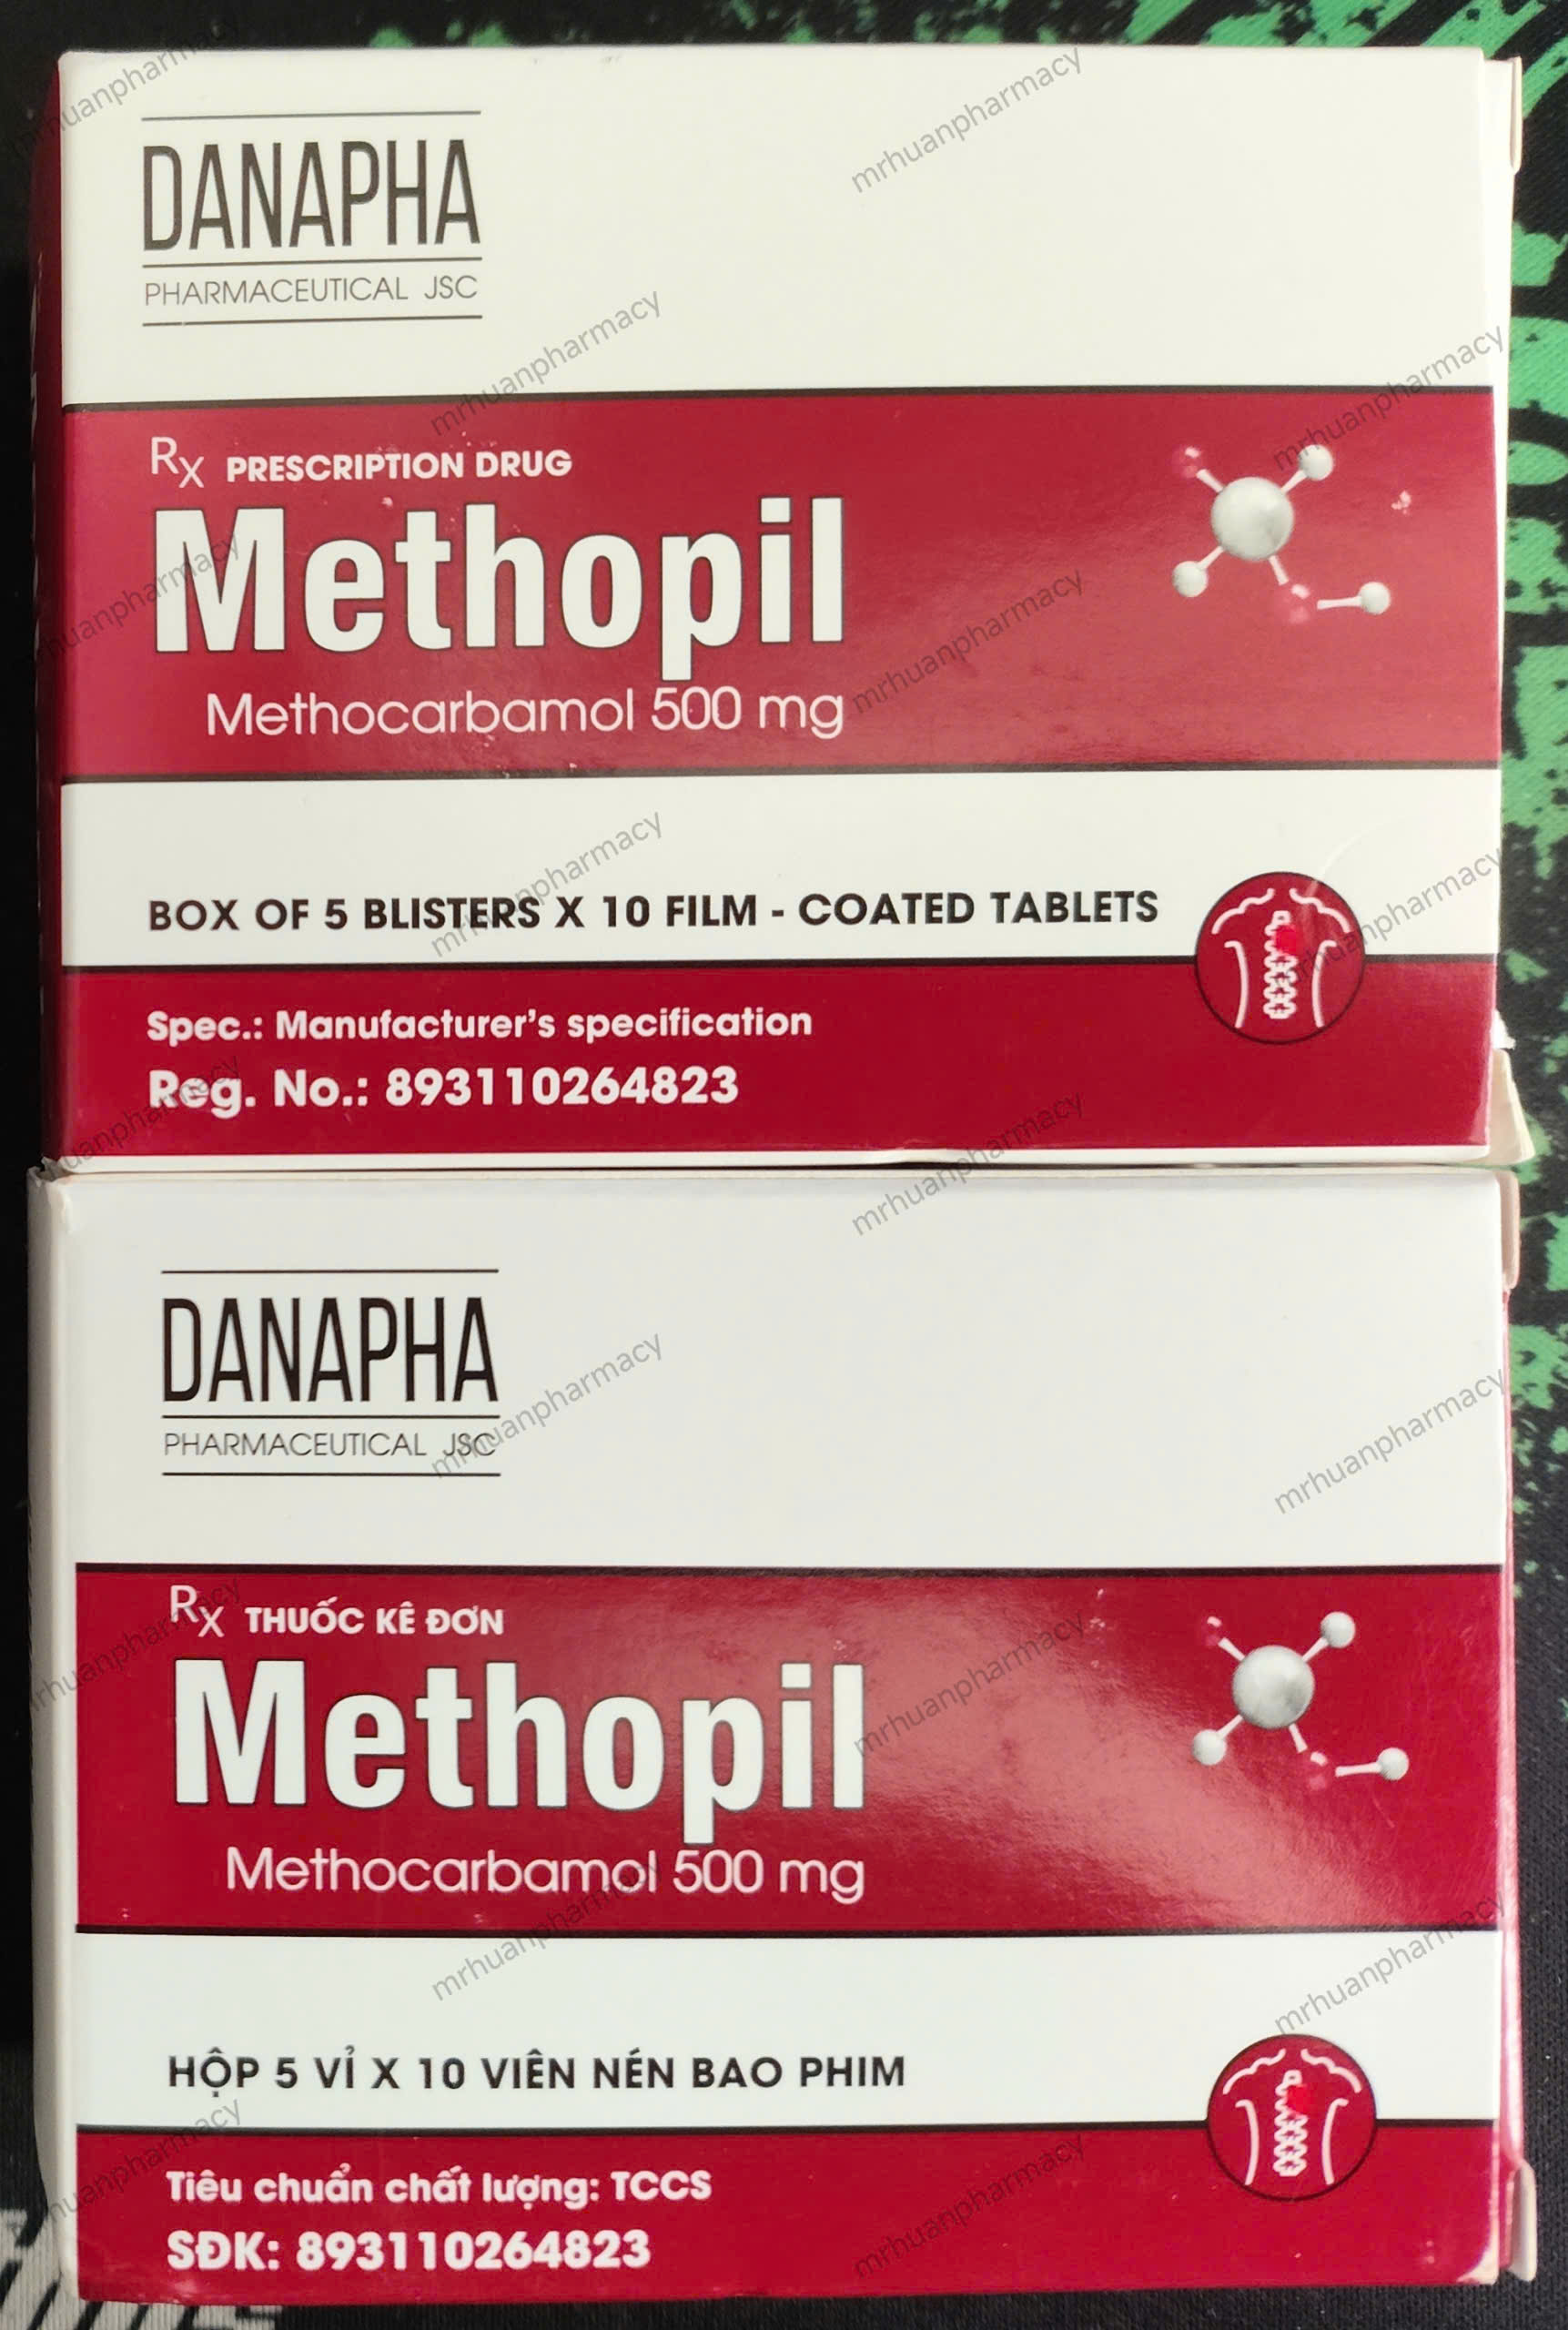 DANAPHA
PHARMACEUTICAL JSC
Rx PRESCRIPTION DRUG
Methopil
Methocarbamol 500 mg
BOX OF 5 BLISTERS X 10 FILM - COATED TABLETS
Spec.: Manufacturer's specification
Reg. No.: 893110264823
DANAPHA
PHARMACEUTICAL JSC
Rx THUỐC KÊ ĐƠN
Methopil
Methocarbamol 500 mg
HỘP 5 VỈ X 10 VIÊN NÉN BAO PHIM
Tiêu chuẩn chất lượng: TCCS
SĐK: 893110264823
mrhuanpharmacy